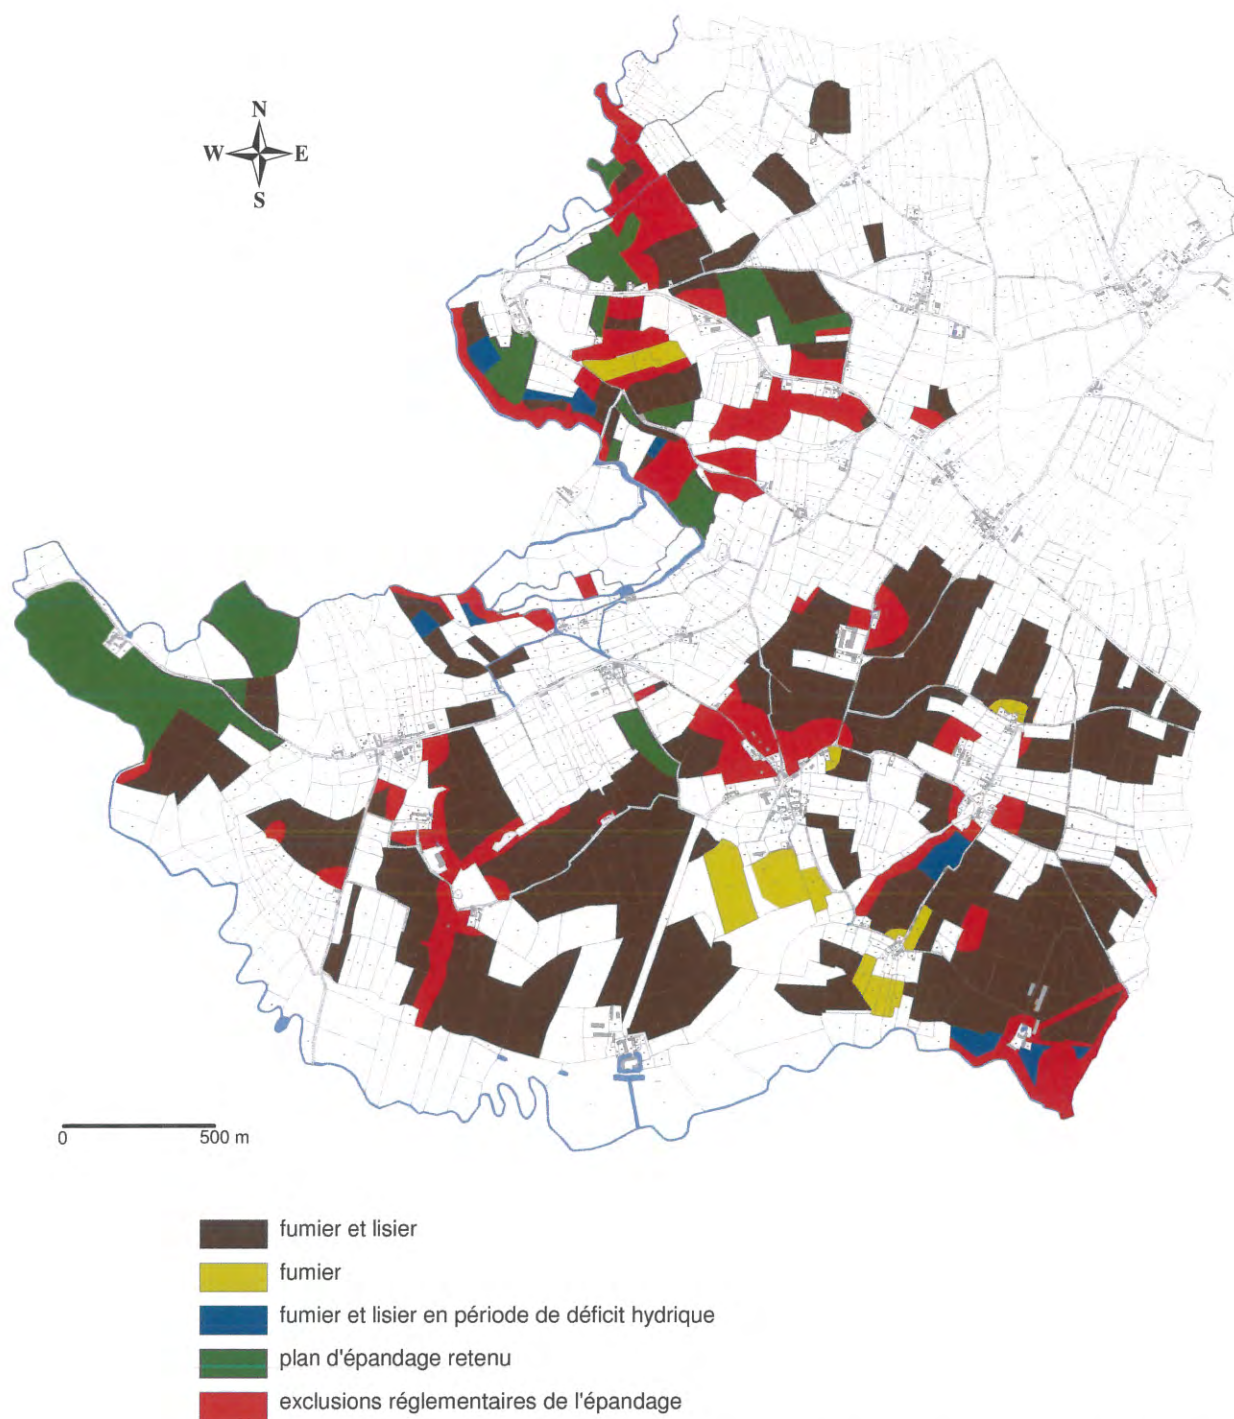 N
W E
S
0 500 m
fumier et lisier
fumier
fumier et lisier en période de déficit hydrique
plan d'épandage retenu
exclusions réglementaires de l'épandage